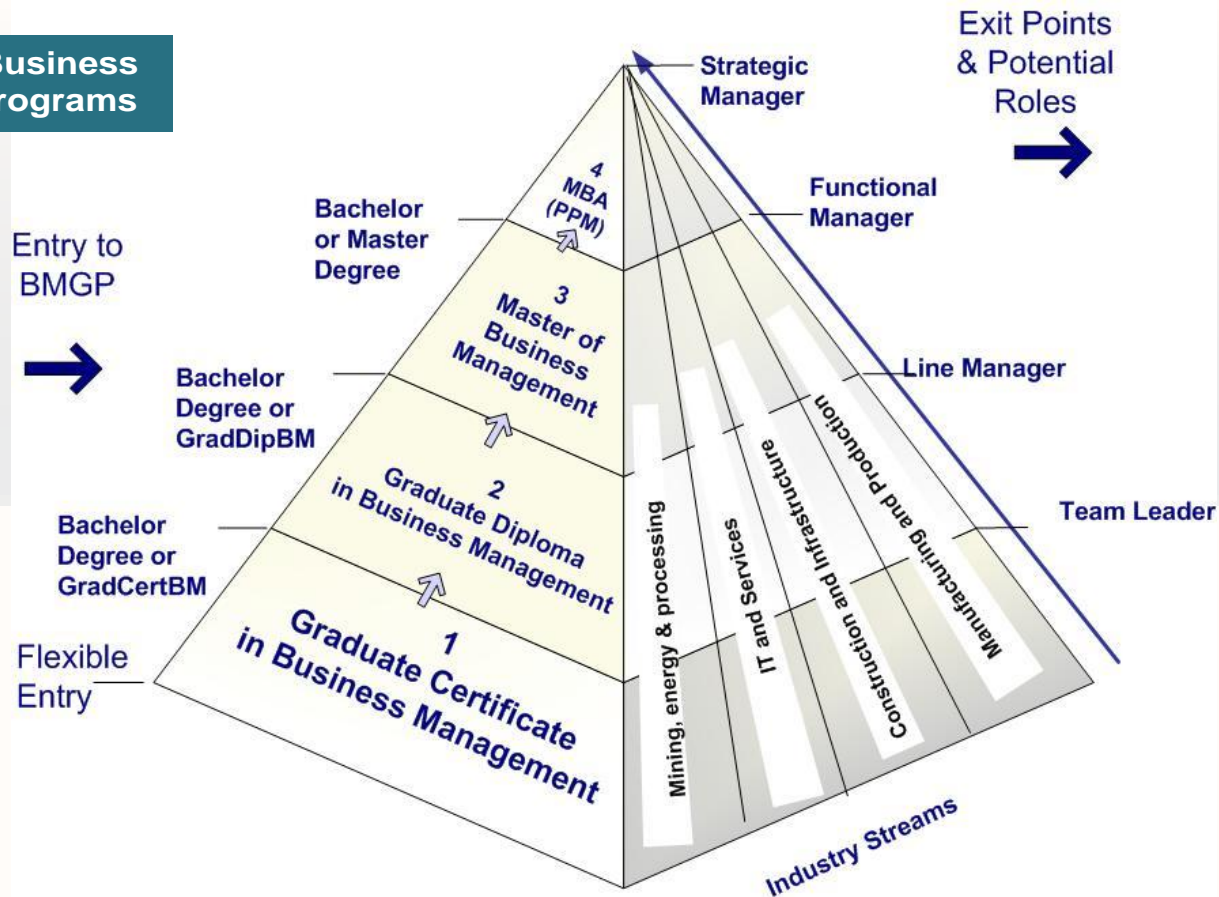 Business
rograms
Exit Points
& Potential
Roles
Strategic
Manager
Functional
Manager
Line Manager
Team Leader
Entry to
BMGP
Bachelor
or Master
Degree
Bachelor
Degree or
GradDipBM
Bachelor
Degree or
GradCertBM
Flexible
Entry
4
MBA
(PPM)
3
Master of
Business
Management
2
Graduate Diploma
in Business Management
1
Graduate Certificate
in Business Management
Mining, energy & processing
IT and Services
Construction and Infrastructure
Manufacturing and Production
Industry Streams